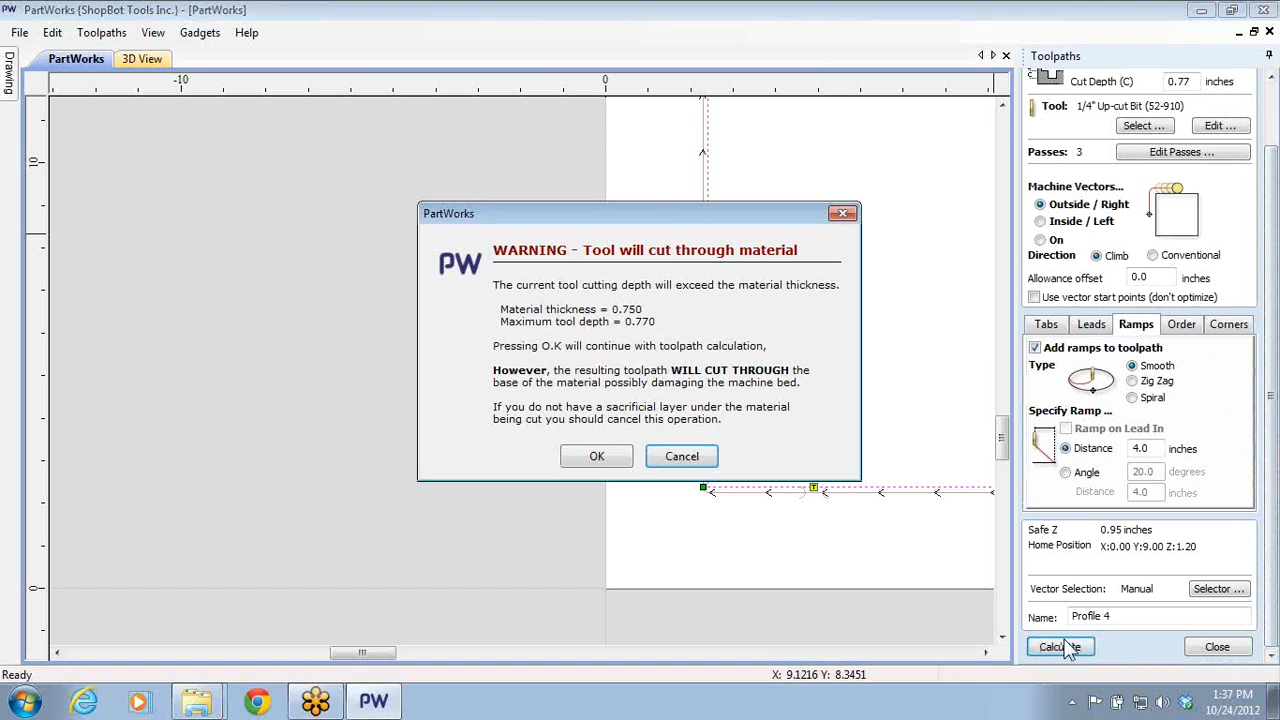 PW PartWorks {ShopBot Tools Inc.} - [PartWorks]
File Edit Toolpaths View Gadgets Help
Drawing
PartWorks 3D View
-10 0
10
0
PartWorks
PW
WARNING - Tool will cut through material
The current tool cutting depth will exceed the material thickness.
Material thickness = 0.750
Maximum tool depth = 0.770
Pressing O.K will continue with toolpath calculation,
However, the resulting toolpath WILL CUT THROUGH the
base of the material possibly damaging the machine bed.
If you do not have a sacrificial layer under the material
being cut you should cancel this operation.
OK Cancel
T
Toolpaths
C Cut Depth (C) 0.77 inches
Tool: 1/4" Up-cut Bit (52-910)
Select ... Edit ...
Passes: 3 Edit Passes ...
Machine Vectors...
Outside / Right
Inside / Left
On
Direction Climb Conventional
Allowance offset 0.0 inches
Use vector start points (don't optimize)
Tabs Leads Ramps Order Corners
Add ramps to toolpath
Type Smooth
Zig Zag
Spiral
Specify Ramp ...
Ramp on Lead In
Distance 4.0 inches
Angle 20.0 degrees
Distance 4.0 inches
Safe Z 0.95 inches
Home Position X:0.00 Y:9.00 Z:1.20
Vector Selection: Manual Selector ...
Name: Profile 4
Calculate Close
Ready X: 9.1216 Y: 8.3451
PW
1:37 PM
10/24/2012